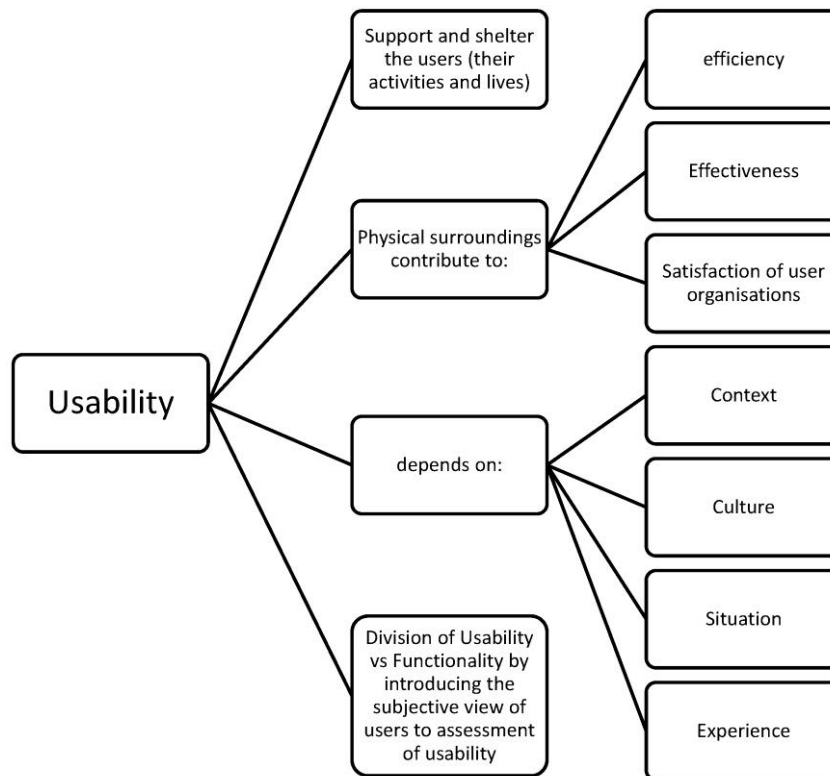 Usability
Support and shelter
the users (their
activities and lives)
Physical surroundings
contribute to:
efficiency
Effectiveness
Satisfaction of user
organisations
depends on:
Context
Culture
Situation
Experience
Division of Usability
vs Functionality by
introducing the
subjective view of
users to assessment
of usability